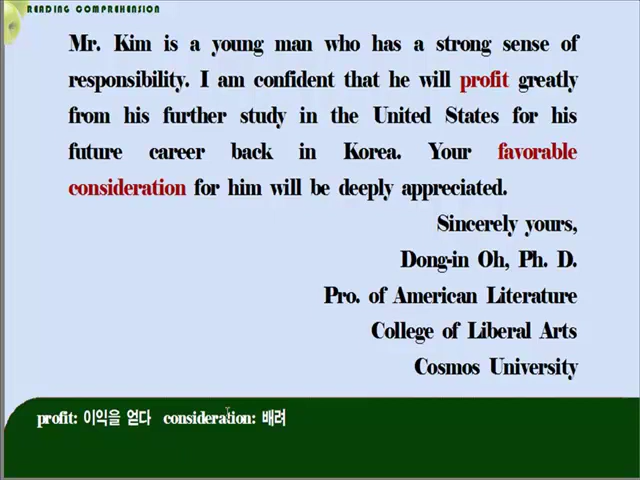 READING COMPREHENSION
Mr. Kim is a young man who has a strong sense of
responsibility. I am confident that he will profit greatly
from his further study in the United States for his
future career back in Korea. Your favorable
consideration for him will be deeply appreciated.
Sincerely yours,
Dong-in Oh, Ph. D.
Pro. of American Literature
College of Liberal Arts
Cosmos University
profit: 이익을 얻다 consideration: 배려